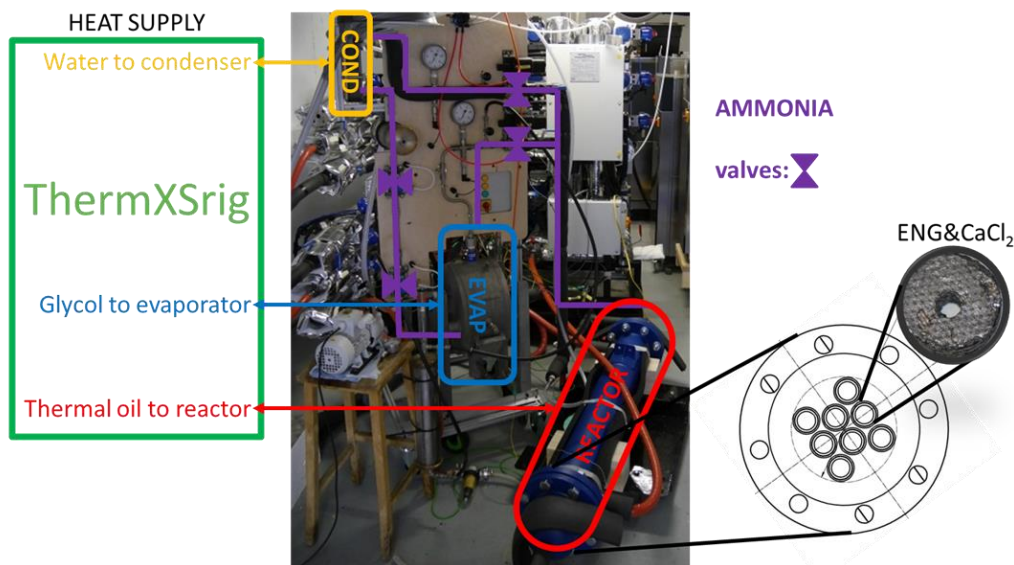 HEAT SUPPLY
Water to condenser
ThermXSrig
Glycol to evaporator
Thermal oil to reactor
COND
EVAP
REACTOR
AMMONIA
valves:
ENG&CaCl₂